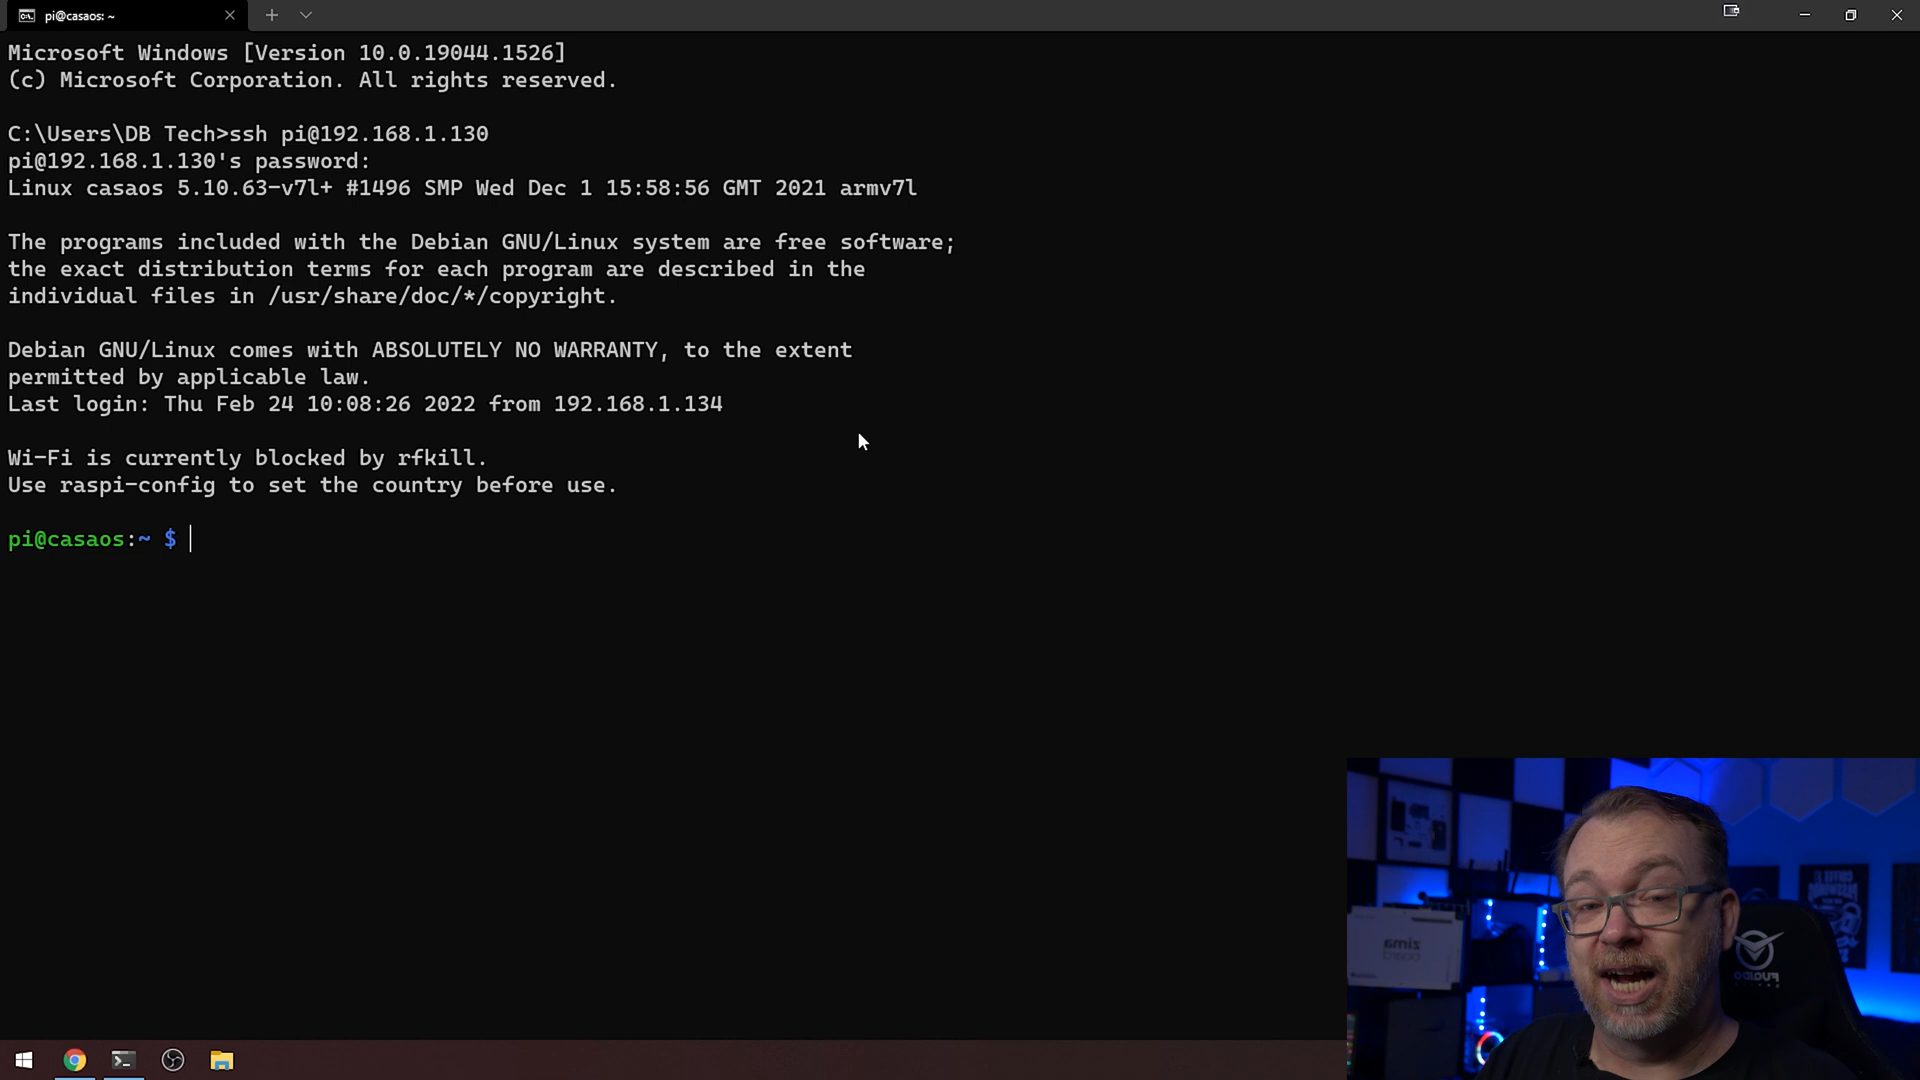 pi@casaos: ~
Microsoft Windows [Version 10.0.19044.1526]
(c) Microsoft Corporation. All rights reserved.
C:\Users\DB Tech>ssh pi@192.168.1.130
pi@192.168.1.130's password:
Linux casaos 5.10.63-v7l+ #1496 SMP Wed Dec 1 15:58:56 GMT 2021 armv7l
The programs included with the Debian GNU/Linux system are free software;
the exact distribution terms for each program are described in the
individual files in /usr/share/doc/*/copyright.
Debian GNU/Linux comes with ABSOLUTELY NO WARRANTY, to the extent
permitted by applicable law.
Last login: Thu Feb 24 10:08:26 2022 from 192.168.1.134
Wi-Fi is currently blocked by rfkill.
Use raspi-config to set the country before use.
pi@casaos:~ $
zima
board